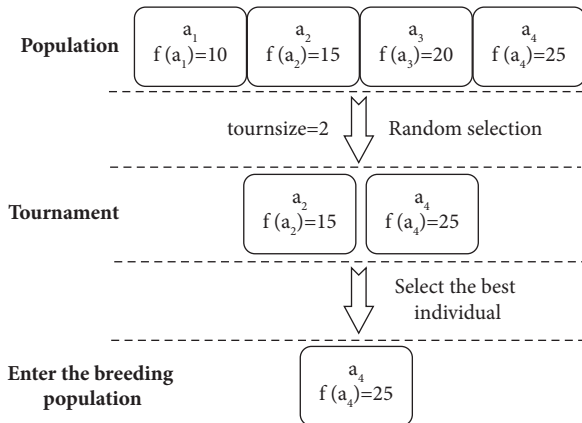 Population
a₁
f (a₁)=10
a₂
f (a₂)=15
a₃
f (a₃)=20
a₄
f (a₄)=25
tournsize=2
Random selection
Tournament
a₂
f (a₂)=15
a₄
f (a₄)=25
Select the best
individual
Enter the breeding
population
a₄
f (a₄)=25